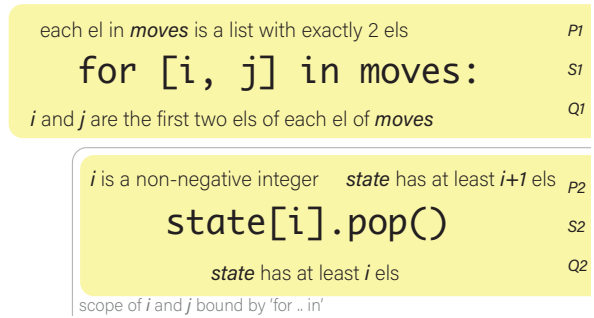 each el in moves is a list with exactly 2 els P1
for [i, j] in moves: S1
i and j are the first two els of each el of moves Q1
i is a non-negative integer state has at least i+1 els P2
state[i].pop() S2
state has at least i els Q2
scope of i and j bound by 'for .. in'